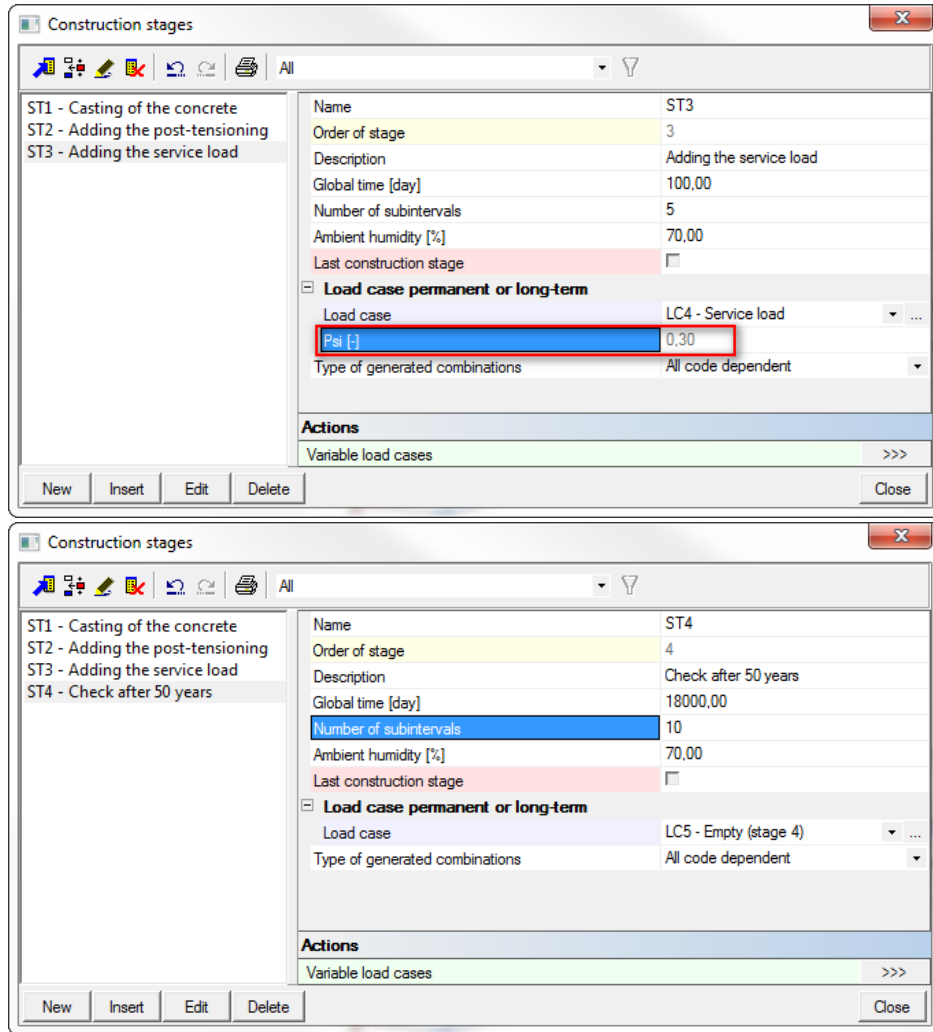 Construction stages
All
ST1 - Casting of the concrete
ST2 - Adding the post-tensioning
ST3 - Adding the service load
Name ST3
Order of stage 3
Description Adding the service load
Global time [day] 100,00
Number of subintervals 5
Ambient humidity [%] 70,00
Last construction stage
Load case permanent or long-term
Load case LC4 - Service load ...
Psi [-] 0,30
Type of generated combinations All code dependent
Actions
Variable load cases >>>
New Insert Edit Delete Close
Construction stages
All
ST1 - Casting of the concrete
ST2 - Adding the post-tensioning
ST3 - Adding the service load
ST4 - Check after 50 years
Name ST4
Order of stage 4
Description Check after 50 years
Global time [day] 18000,00
Number of subintervals 10
Ambient humidity [%] 70,00
Last construction stage
Load case permanent or long-term
Load case LC5 - Empty (stage 4) ...
Type of generated combinations All code dependent
Actions
Variable load cases >>>
New Insert Edit Delete Close